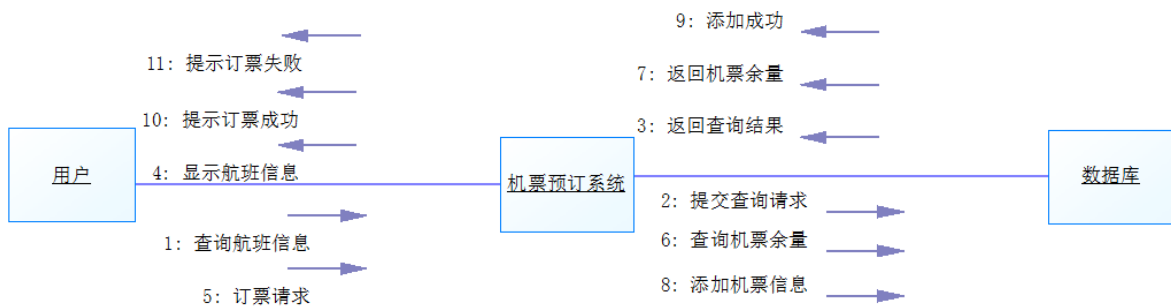 9: 添加成功
11: 提示订票失败
7: 返回机票余量
10: 提示订票成功
3: 返回查询结果
用户
4: 显示航班信息
机票预订系统
数据库
2: 提交查询请求
1: 查询航班信息
6: 查询机票余量
5: 订票请求
8: 添加机票信息